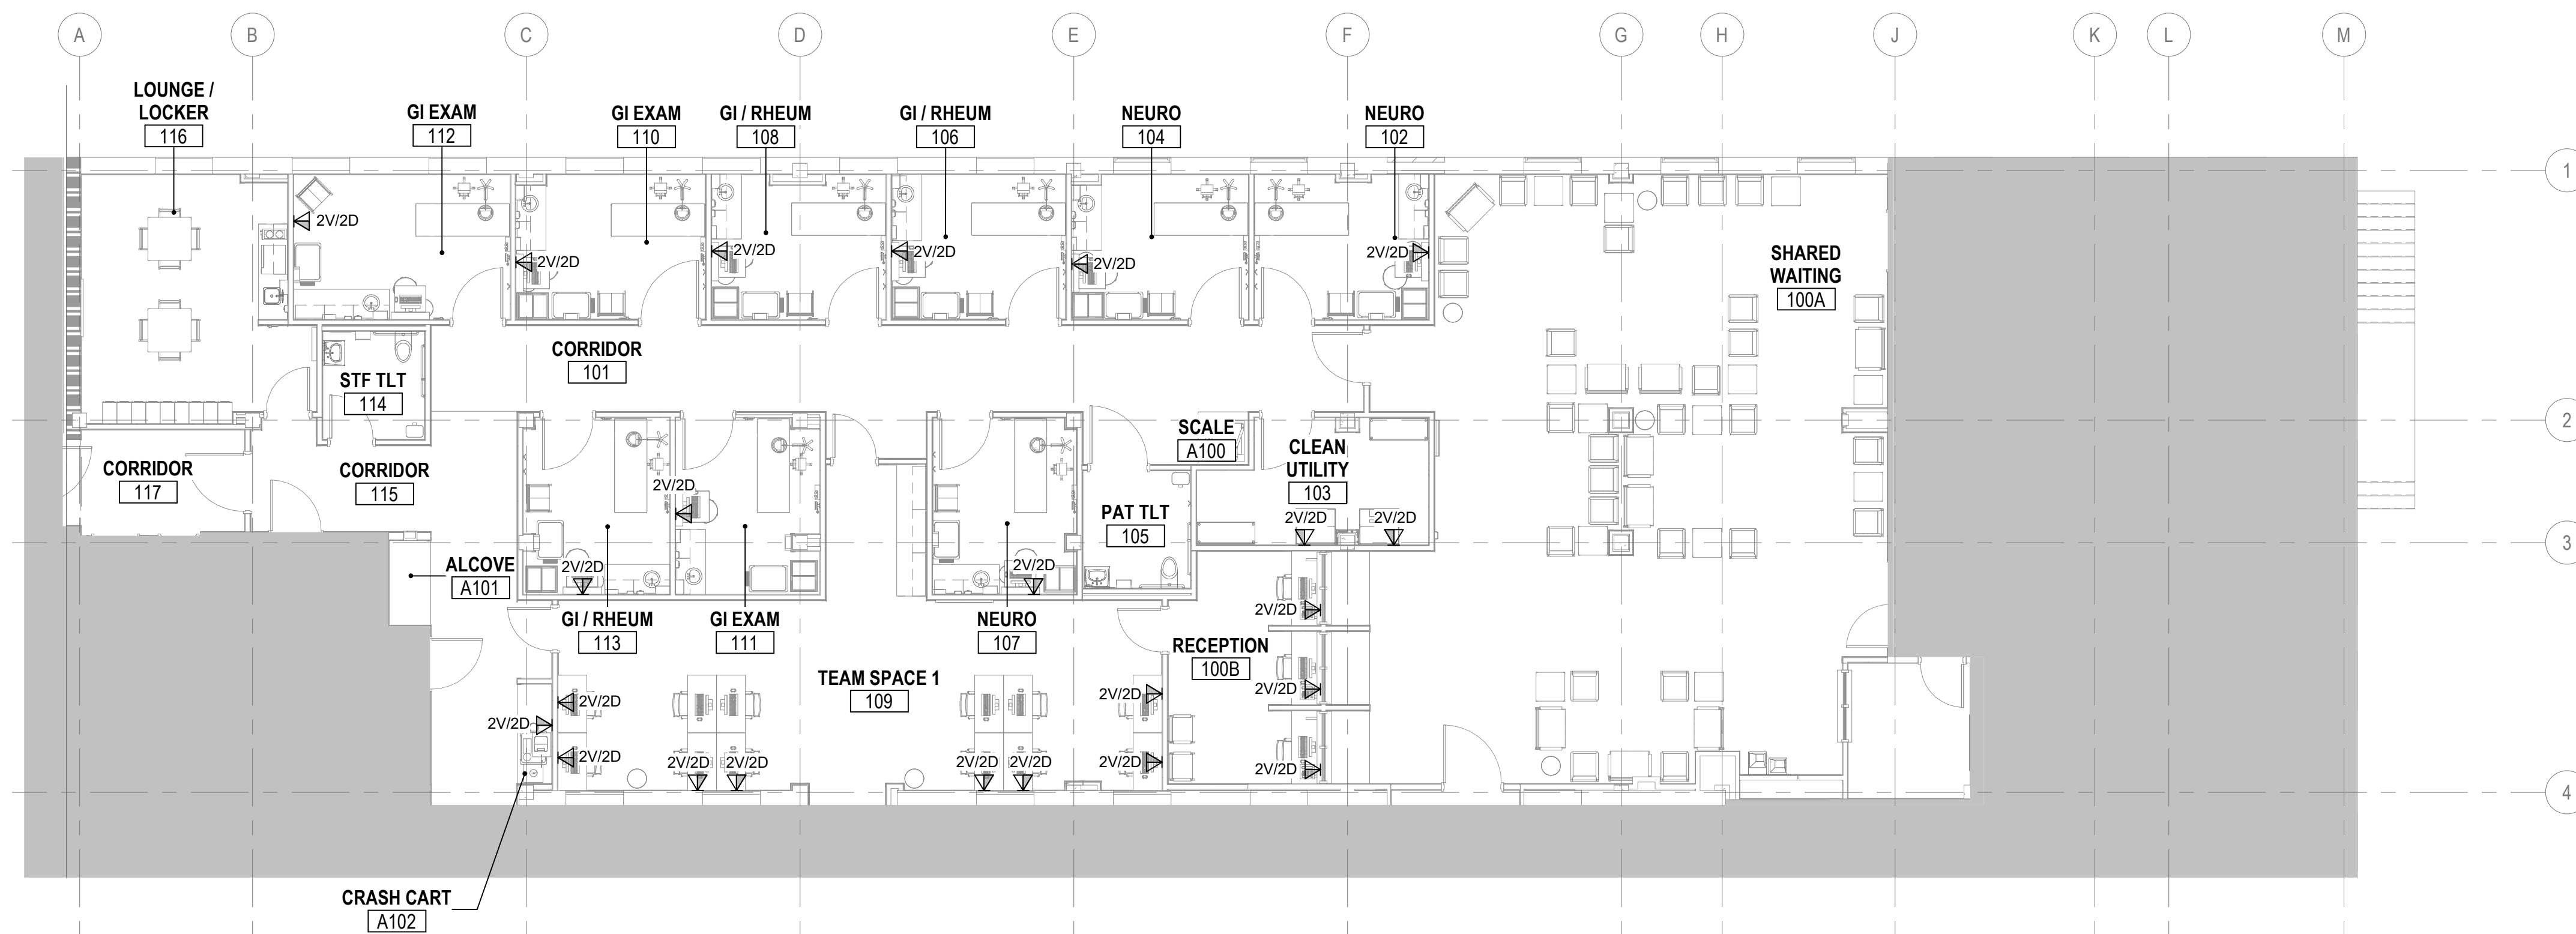 A
B
C
D
E
F
G
H
J
K
L
M
LOUNGE /
LOCKER
116
GI EXAM
112
GI EXAM
110
GI / RHEUM
108
GI / RHEUM
106
NEURO
104
NEURO
102
1
2V/2D
2V/2D
2V/2D
2V/2D
2V/2D
2V/2D
SHARED
WAITING
100A
CORRIDOR
101
STF TLT
114
2
SCALE
A100
CLEAN
UTILITY
103
CORRIDOR
117
CORRIDOR
115
2V/2D
PAT TLT
105
2V/2D
2V/2D
3
ALCOVE
A101
2V/2D
2V/2D
2V/2D
GI / RHEUM
113
GI EXAM
111
NEURO
107
RECEPTION
100B
TEAM SPACE 1
109
2V/2D
2V/2D
2V/2D
2V/2D
2V/2D
2V/2D
2V/2D
2V/2D
2V/2D
2V/2D
2V/2D
4
CRASH CART
A102